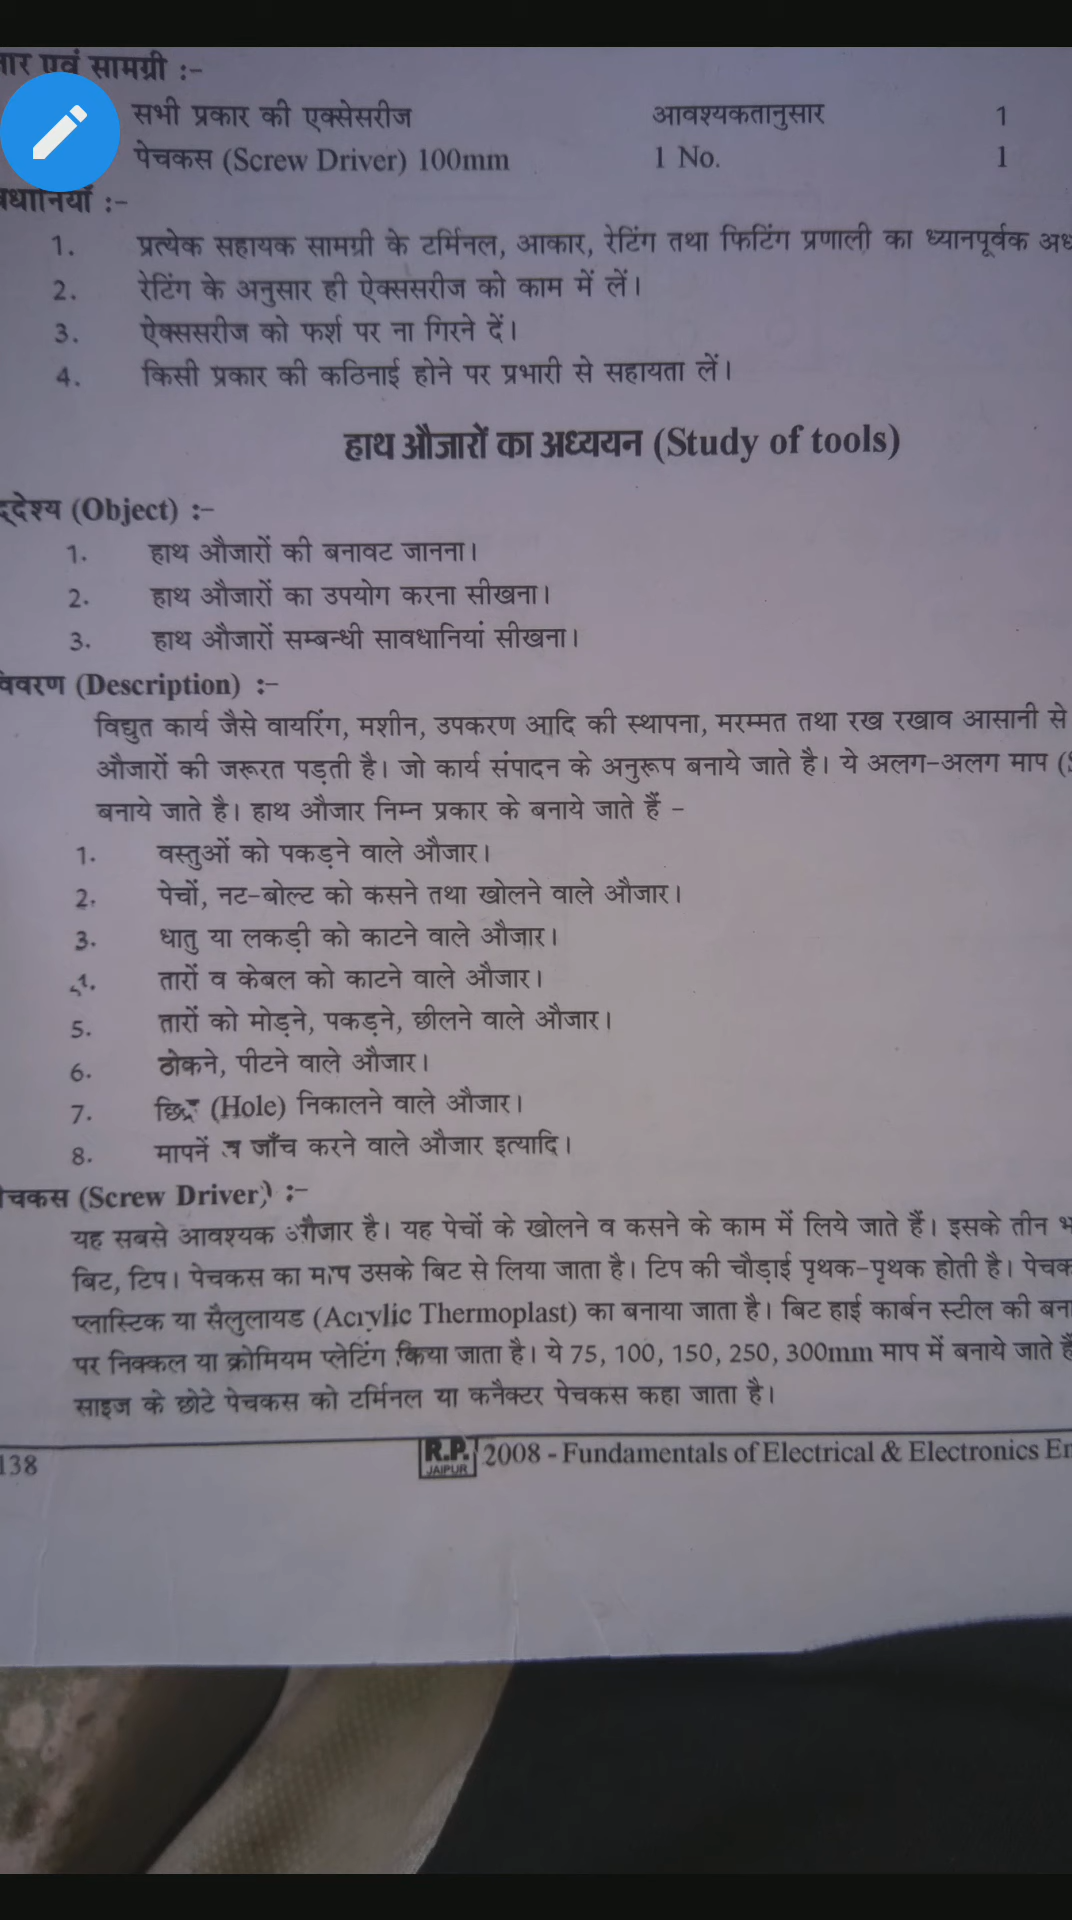 एवं सामग्री :-
सभी प्रकार की एक्सेसरीज आवश्यकतानुसार 1
पेचकस (Screw Driver) 100mm 1 No. 1
:-
1. प्रत्येक सहायक सामग्री के टर्मिनल, आकार, रेटिंग तथा फिटिंग प्रणाली का ध्यानपूर्वक
2. रेटिंग के अनुसार ही ऐक्ससरीज को काम में लें।
3. ऐक्ससरीज को फर्श पर ना गिरने दें।
4. किसी प्रकार की कठिनाई होने पर प्रभारी से सहायता लें।
हाथ औजारों का अध्ययन (Study of tools)
(Object) :-
1. हाथ औजारों की बनावट जानना।
2. हाथ औजारों का उपयोग करना सीखना।
3. हाथ औजारों सम्बन्धी सावधानियां सीखना।
विवरण (Description) :-
विद्युत कार्य जैसे वायरिंग, मशीन, उपकरण आदि की स्थापना, मरम्मत तथा रख रखाव आसानी से
औजारों की जरूरत पड़ती है। जो कार्य संपादन के अनुरूप बनाये जाते है। ये अलग-अलग माप
बनाये जाते है। हाथ औजार निम्न प्रकार के बनाये जाते हैं -
1. वस्तुओं को पकड़ने वाले औजार।
2. पेचों, नट-बोल्ट को कसने तथा खोलने वाले औजार।
3. धातु या लकड़ी को काटने वाले औजार।
तारों व केबल को काटने वाले औजार।
5. तारों को मोड़ने, पकड़ने, छीलने वाले औजार।
6. ठोकने, पीटने वाले औजार।
7. (Hole) निकालने वाले औजार।
8. मापनें व जाँच करने वाले औजार इत्यादि।
(Screw Driver) :-
यह सबसे आवश्यक औजार है। यह पेचों के खोलने व कसने के काम में लिये जाते हैं। इसके तीन
बिट, टिप। पेचकस का माप उसके बिट से लिया जाता है। टिप की चौड़ाई पृथक-पृथक होती है।
प्लास्टिक या सैलुलायड (Acrylic Thermoplast) का बनाया जाता है। बिट हाई कार्बन स्टील की
पर निक्कल या क्रोमियम प्लेटिंग किया जाता है। ये 75, 100, 150, 250, 300mm माप में बनाये जाते
साइज के छोटे पेचकस को टर्मिनल या कनैक्टर पेचकस कहा जाता है।
138 R.P. JAIPUR 2008 - Fundamentals of Electrical & Electronics